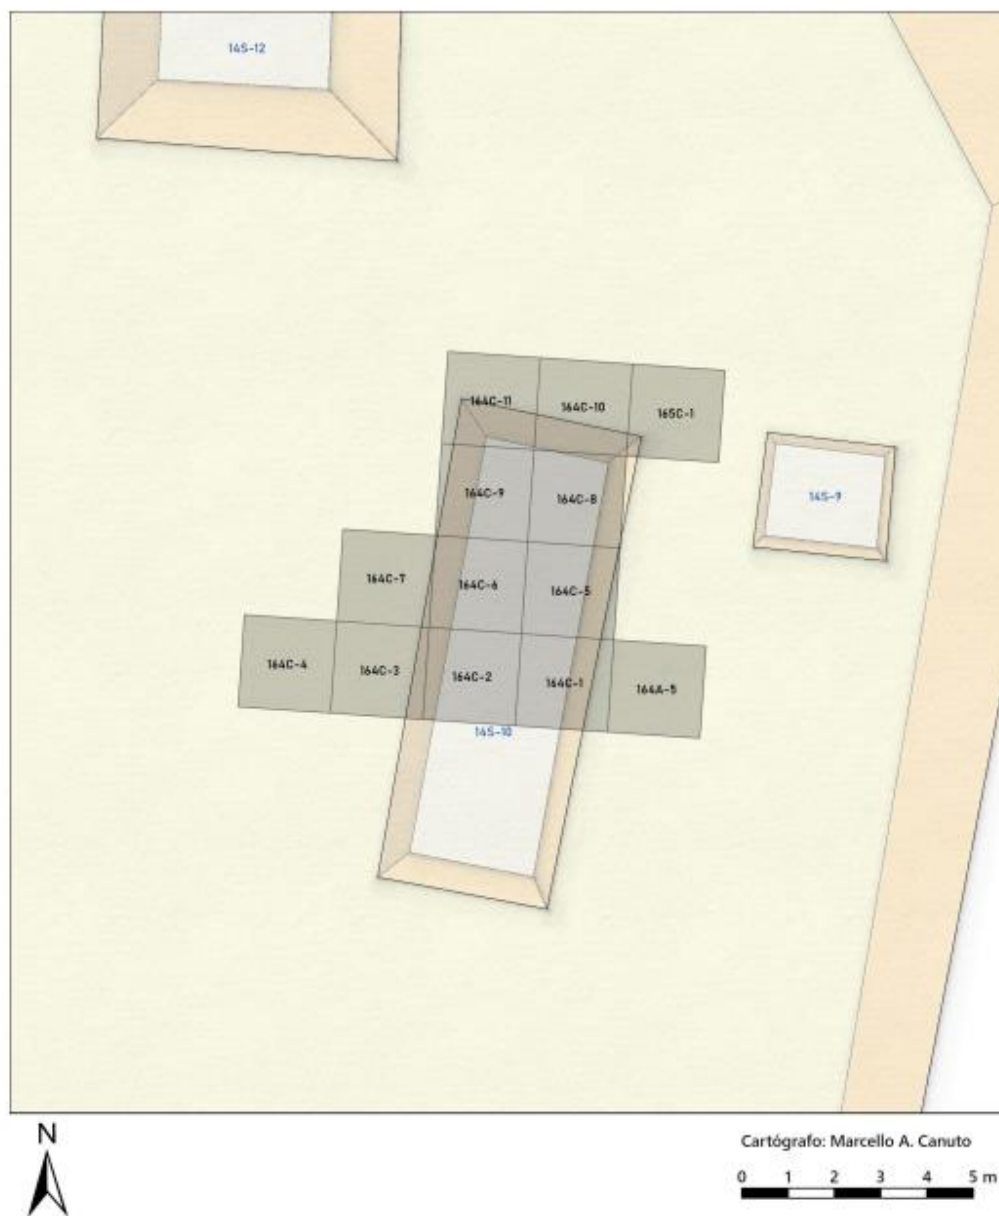 14S-12
164C-11
164C-10
165C-1
164C-9
164C-8
14S-9
164C-7
164C-6
164C-5
164C-4
164C-3
164C-2
164C-1
164A-5
14S-10
N
Cartógrafo: Marcello A. Canuto
0 1 2 3 4 5 m